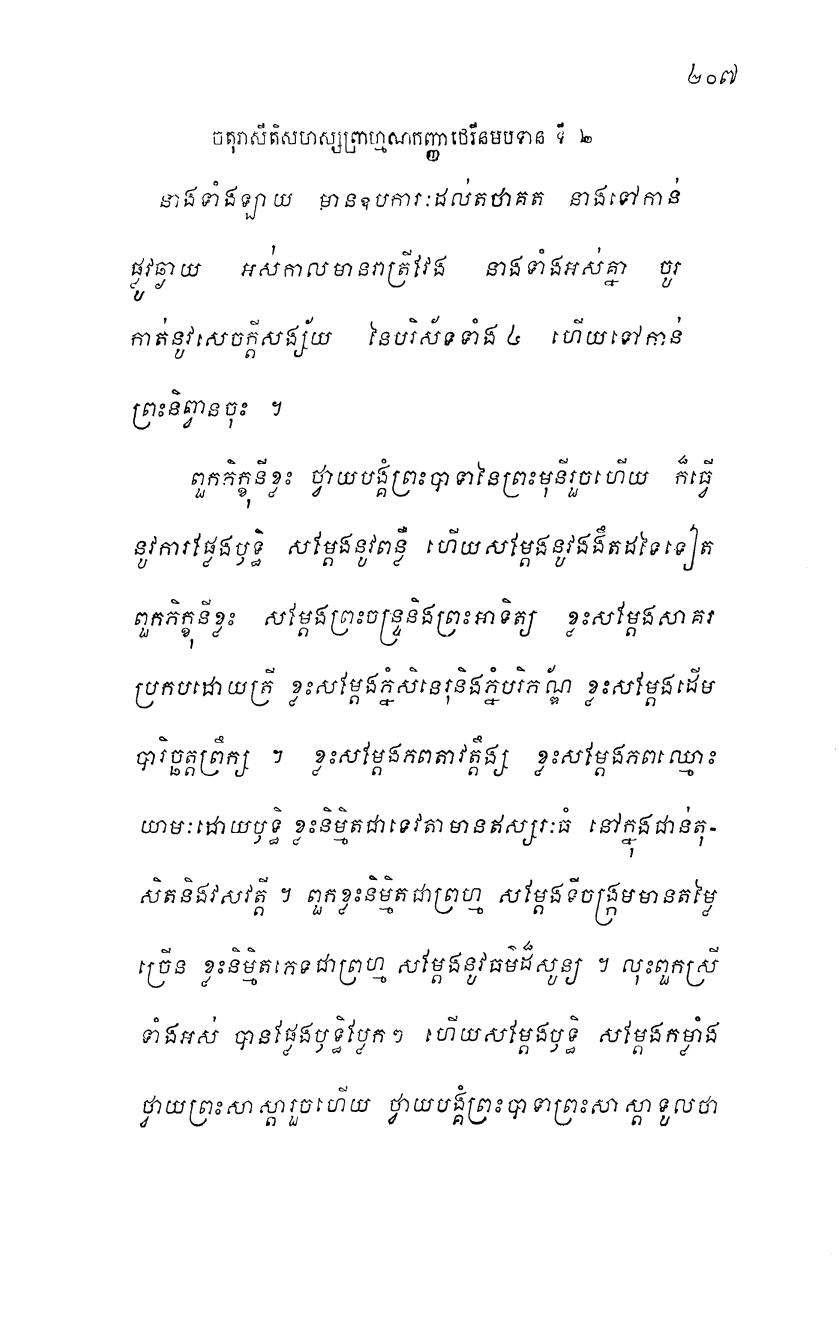 ២០៧
ចតុរាសីតិសហស្សព្រាហ្មណកញ្ញាថេរីនមបទាន ទី ២
នាងទាំងឡាយ មានឧបការៈដល់តថាគត នាងទៅកាន់
ផ្លូវឆ្ងាយ អស់កាលមានរាត្រីវែង នាងទាំងអស់គ្នា ចូរ
កាត់នូវសេចក្តីសង្ស័យ នៃបរិស័ទទាំង ៤ ហើយទៅកាន់
ព្រះនិព្វានចុះ ។
ពួកភិក្ខុនីខ្លះ ថ្វាយបង្គំព្រះបាទានៃព្រះមុនីរួចហើយ ក៏ធ្វើ
នូវការផ្លែងឫទ្ធិ សម្តែងនូវពន្លឺ ហើយសម្តែងនូវងងឹតដទៃទៀត
ពួកភិក្ខុនីខ្លះ សម្តែងព្រះចន្ទ្រនិងព្រះអាទិត្យ ខ្លះសម្តែងសាគរ
ប្រកបដោយត្រី ខ្លះសម្តែងភ្នំសិនេរុនិងភ្នំបរិភណ្ឌ័ ខ្លះសម្តែងដើម
បារិច្ឆត្តព្រឹក្ស ។ ខ្លះសម្តែងភពតាវត្តឹង្ស ខ្លះសម្តែងភពឈ្មោះ
យាមៈដោយឫទ្ធិ ខ្លះនិម្មិតជាទេវតាមានឥស្សរៈធំ នៅក្នុងជាន់តុ-
សិតនិងវសវត្តី ។ ពួកខ្លះនិម្មិតជាព្រហ្ម សម្តែងទីចង្ក្រមមានតម្លៃ
ច្រើន ខ្លះនិម្មិតភេទជាព្រហ្ម សម្តែងនូវធម៌ដ៏សូន្យ ។ លុះពួកស្រី
ទាំងអស់ បានផ្លែងឫទ្ធិប្លែក ៗ ហើយសម្តែងឫទ្ធិ សម្តែងកម្លាំង
ថ្វាយព្រះសាស្តារួចហើយ ថ្វាយបង្គំព្រះបាទាព្រះសាស្តា ទូលថា